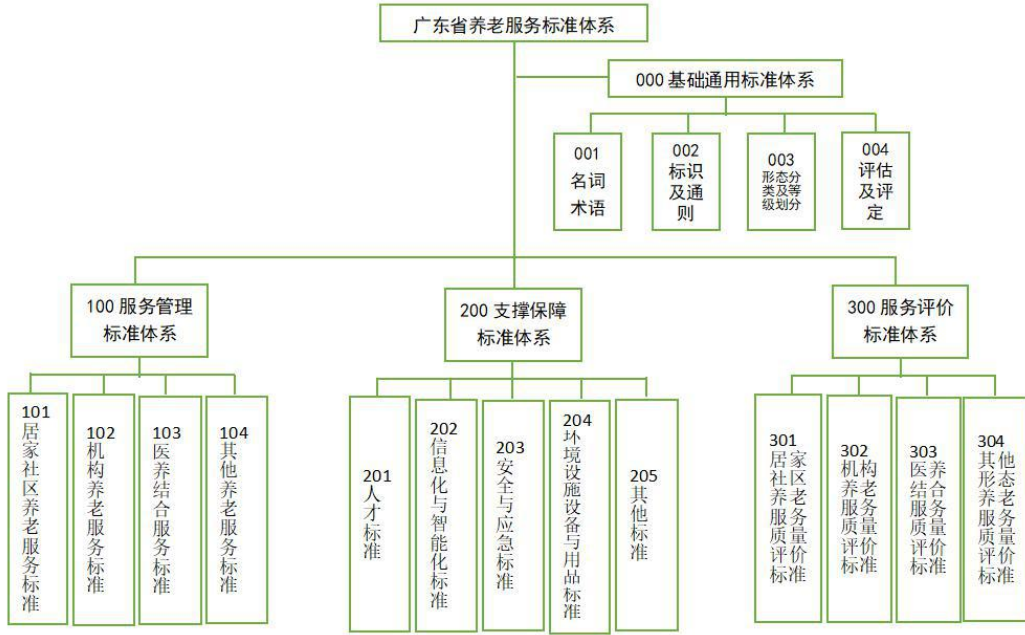 广东省养老服务标准体系
000 基础通用标准体系
001
名词
术语
002
标识
及通
则
003
形态分
类及等
级划分
004
评估
及评
定
100 服务管理
标准体系
200 支撑保障
标准体系
300 服务评价
标准体系
101
居家社区养老服务标准
102
机构养老服务标准
103
医养结合服务标准
104
其他养老服务标准
201
人才标准
202
信息化与智能化标准
203
安全与应急标准
204
环境设施设备与用品标准
205
其他标准
301
居家
社区
养老
服务
质量
评价
标准
302
机构
养老
服务
质量
评价
标准
303
医养
结合
服务
质量
评价
标准
304
其他
形态
养老
服务
质量
评价
标准